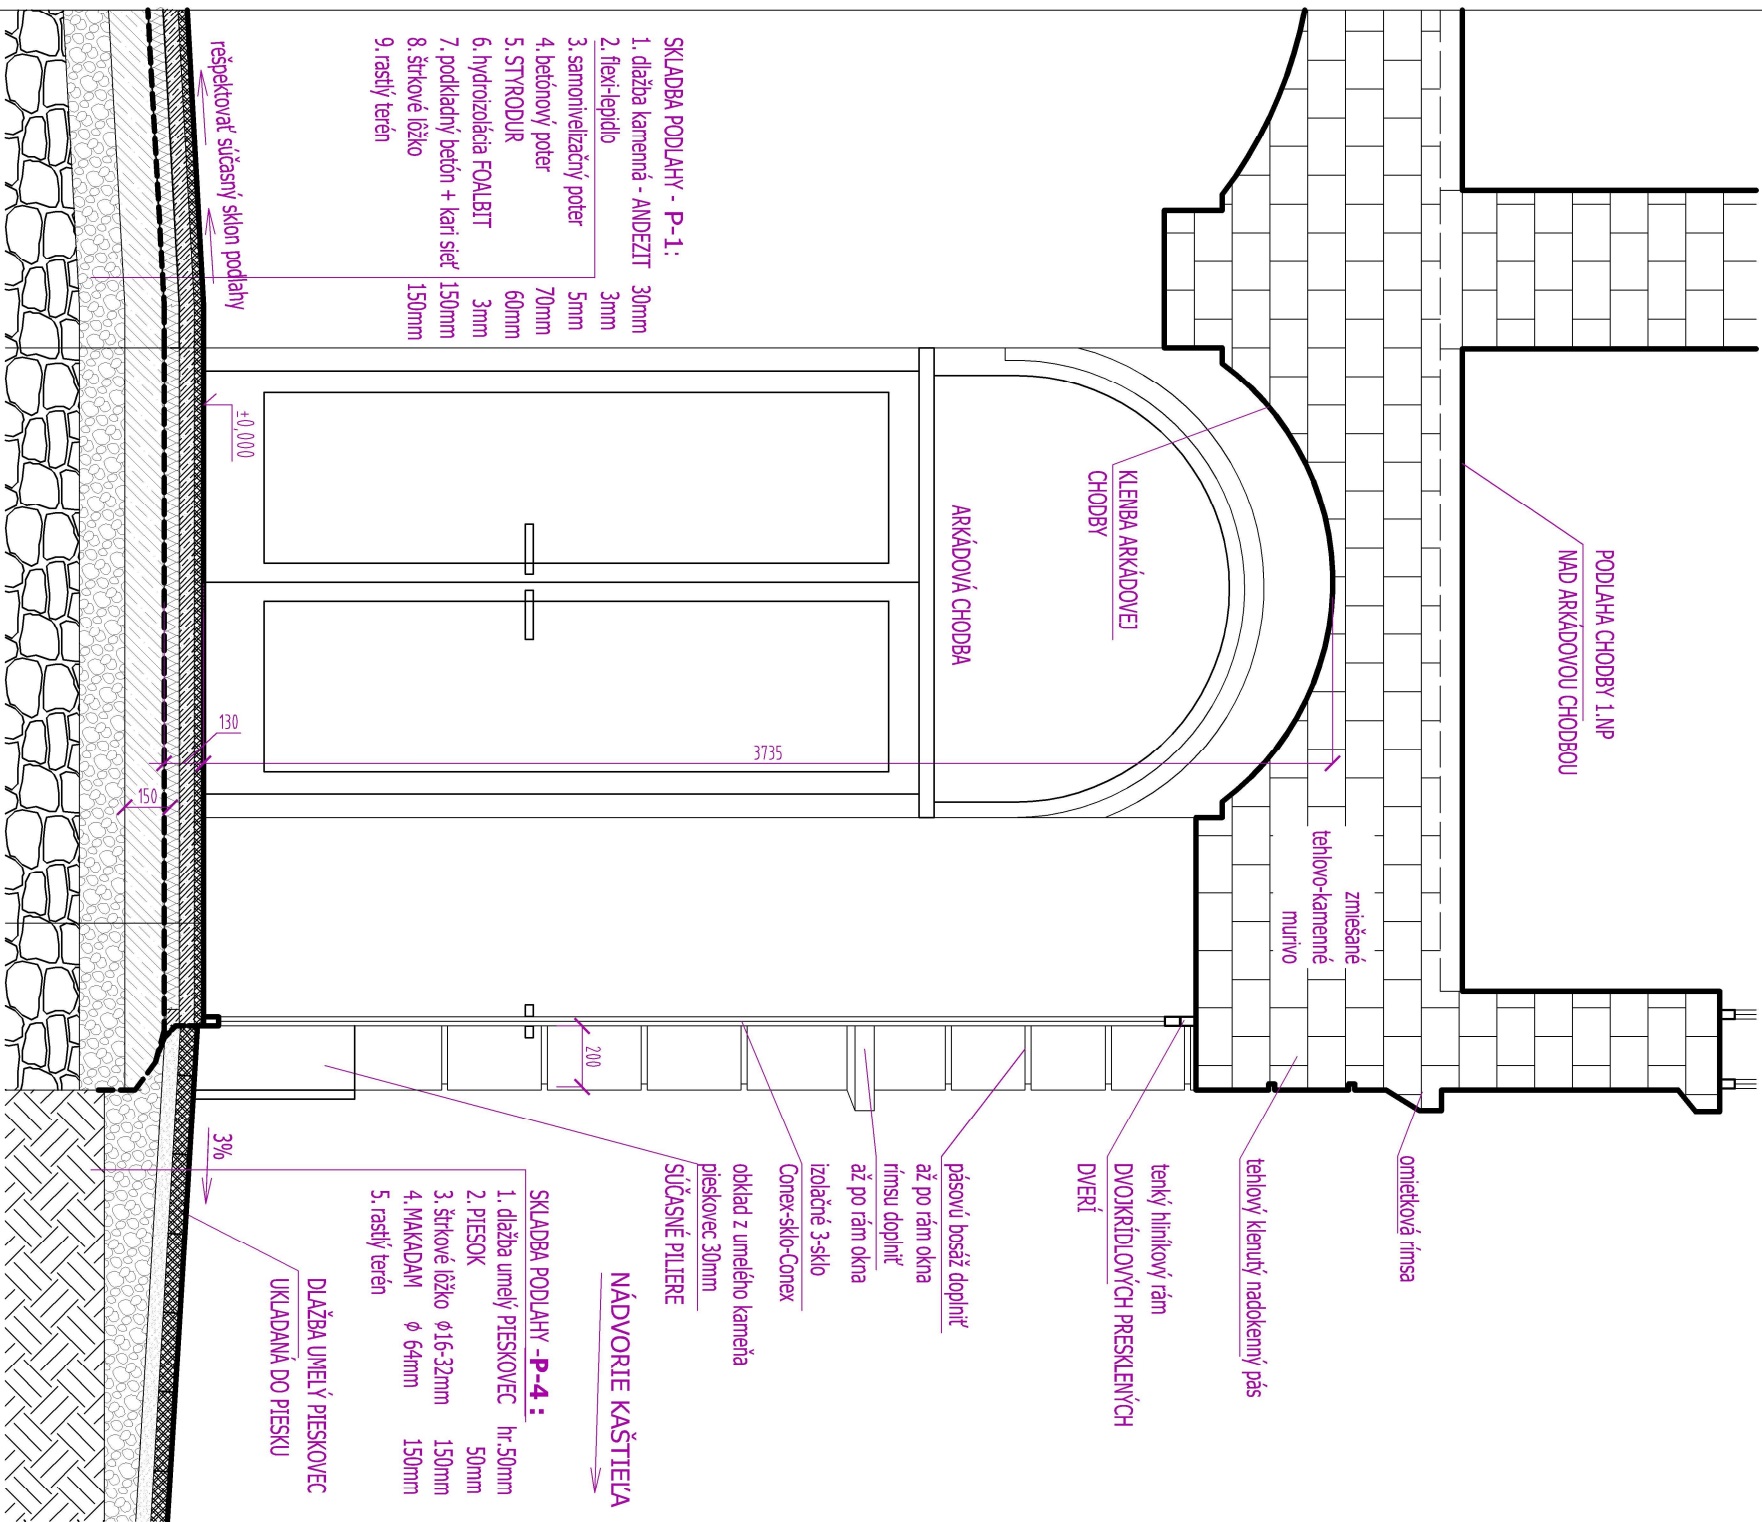 PODLAHA CHODBY 1.NP
NAD ARKÁDOVOU CHODBOU
omietková rímsa
zmiešané
tehlovo-kamenné
murivo
tehlový klenutý nadokenný pás
KLENBA ARKÁDOVEJ
CHODBY
tenký hliníkový rám
DVOJKRÍDLOVÝCH PRESKLENÝCH
DVERÍ
ARKÁDOVÁ CHODBA
pásovú bosáž doplniť
až po rám okna
rímsu doplniť
až po rám okna
izolačné 3-sklo
Conex-sklo-Conex
obklad z umelého kameňa
pieskovec 30mm
SÚČASNÉ PILIERE
3735
200
NÁDVORIE KAŠTIEĽA
SKLADBA PODLAHY - P-1:
1. dlažba kamenná - ANDEZIT 30mm
2. flexi-lepidlo 3mm
3. samonivelizačný poter 5mm
4. betónový poter 70mm
5. STYRODUR 60mm
6. hydroizolácia FOALBIT 3mm
7. podkladný betón + kari sieť 150mm
8. štrkové lôžko 150mm
9. rastlý terén
SKLADBA PODLAHY - P-4 :
1. dlažba umelý PIESKOVEC hr.50mm
2. PIESOK 50mm
3. štrkové lôžko ϕ16-32mm 150mm
4. MAKADAM ϕ 64mm 150mm
5. rastlý terén
DLAŽBA UMELÝ PIESKOVEC
UKLADANÁ DO PIESKU
±0,000
rešpektovať súčasný sklon podlahy
130
150
3%